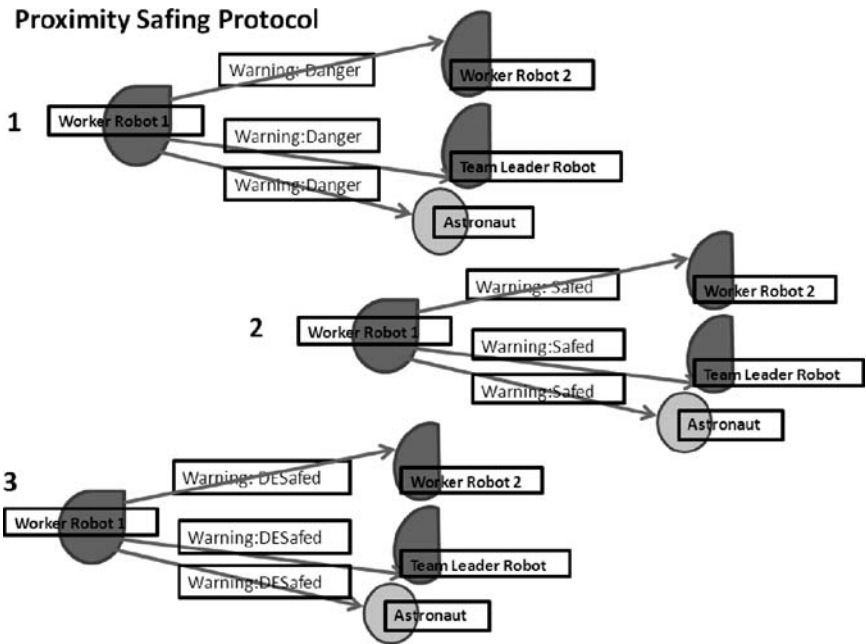 Proximity Safing Protocol
1
Worker Robot 1
Warning: Danger
Worker Robot 2
Warning:Danger
Team Leader Robot
Warning:Danger
Astronaut
2
Worker Robot 1
Warning: Safed
Worker Robot 2
Warning:Safed
Team Leader Robot
Warning:Safed
Astronaut
3
Worker Robot 1
Warning: DESafed
Worker Robot 2
Warning:DESafed
Team Leader Robot
Warning:DESafed
Astronaut